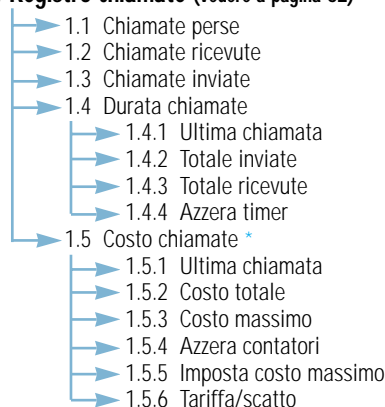 Registro chiamate (vedere a pagina 32)
1.1 Chiamate perse
1.2 Chiamate ricevute
1.3 Chiamate inviate
1.4 Durata chiamate
1.4.1 Ultima chiamata
1.4.2 Totale inviate
1.4.3 Totale ricevute
1.4.4 Azzera timer
1.5 Costo chiamate *
1.5.1 Ultima chiamata
1.5.2 Costo totale
1.5.3 Costo massimo
1.5.4 Azzera contatori
1.5.5 Imposta costo massimo
1.5.6 Tariffa/scatto